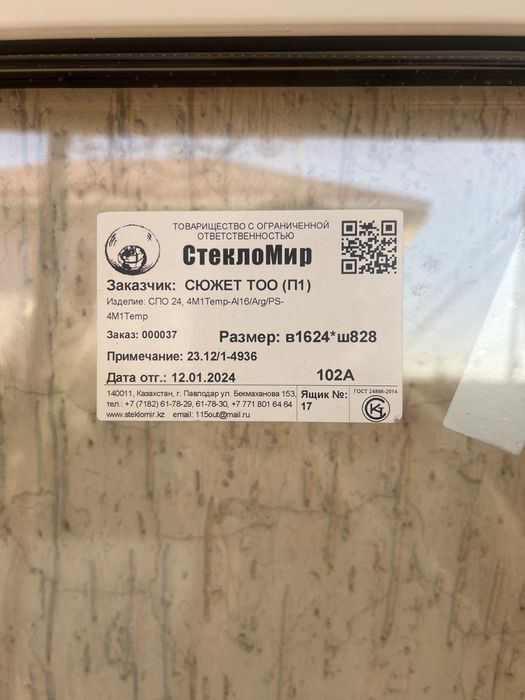 ТОВАРИЩЕСТВО С ОГРАНИЧЕННОЙ
ОТВЕТСТВЕННОСТЬЮ
СтеклоМир
Заказчик: СЮЖЕТ ТОО (П1)
Изделие: СПО 24, 4М1Temp-Al16/Arg/PS-
4М1Temp
Заказ: 000037 Размер: в1624*ш828
Примечание: 23.12/1-4936
Дата отг.: 12.01.2024 102А
140011, Казахстан, г. Павлодар ул. Бекмаханова 153,
тел.: +7 (7182) 61-78-29, 61-78-30, +7 771 801 64 64
www.steklomir.kz email: 115out@mail.ru
Ящик №:
17
ГОСТ 24866-2014